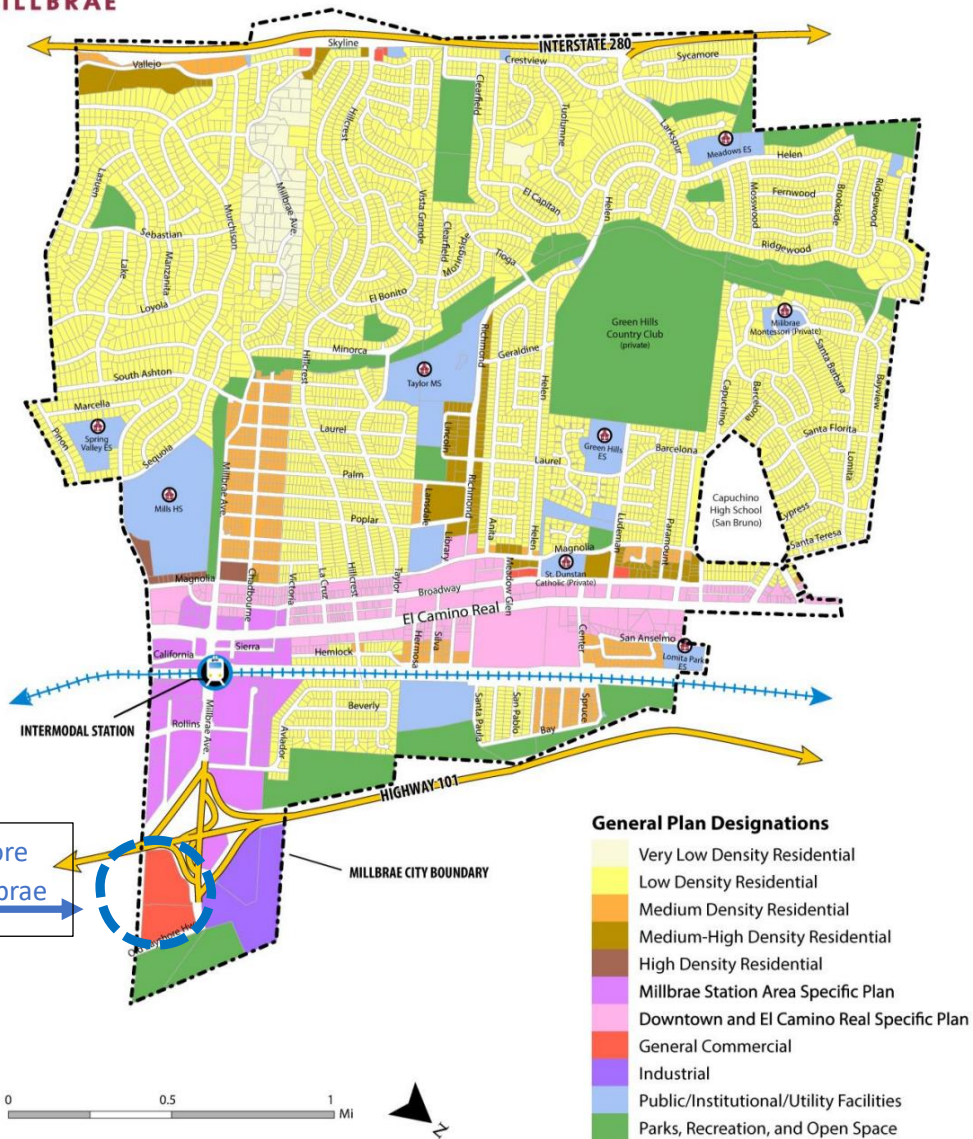 INTERSTATE 280
Skyline
Vallejo
Crestview
Sycamore
Clearfield
Tuolumne
Hillcrest
Larkspur
Meadows ES
Helen
Lasuen
Millbrae Ave.
Murchison
Vista Grande
El Capitan
Helen
Mosswood
Fernwood
Brookside
Ridgewood
Sebastian
Clearfield
Morningside
Ridgewood
Lake
Manzanita
Tioga
Loyola
El Bonito
Green Hills
Country Club
(private)
Millbrae
Montessori (Private)
Richmond
Minorca
Hillcrest
Geraldine
Santa Barbara
Taylor MS
South Ashton
Helen
Capuchino
Barcelona
Bayview
Marcella
Spring
Valley ES
Pinon
Laurel
Lincoln
Green Hills
ES
Santa Florita
Sequoia
Millbrae Ave.
Laurel
Barcelona
Lomita
Palm
Richmond
Mills HS
Lansdale
Capuchino
High School
(San Bruno)
Cypress
Poplar
Library
Anita
Helen
Ludeman
Paramount
Santa Teresa
Magnolia
Magnolia
Chadbourne
Victoria
La Cruz
Hillcrest
Taylor
Meadow Glen
St. Dunstan
Catholic (Private)
Broadway
El Camino Real
California
Sierra
Hemlock
Hermosa
Silva
Center
San Anselmo
Lomita Park
ES
INTERMODAL STATION
Millbrae Ave.
Rollins
Beverly
Aviador
Santa Paula
San Pablo
Spruce
Bay
HIGHWAY 101
MILLBRAE CITY BOUNDARY
General Plan Designations
Very Low Density Residential
Low Density Residential
Medium Density Residential
Medium-High Density Residential
High Density Residential
Millbrae Station Area Specific Plan
Downtown and El Camino Real Specific Plan
General Commercial
Industrial
Public/Institutional/Utility Facilities
Parks, Recreation, and Open Space
0 0.5 1
Mi
N